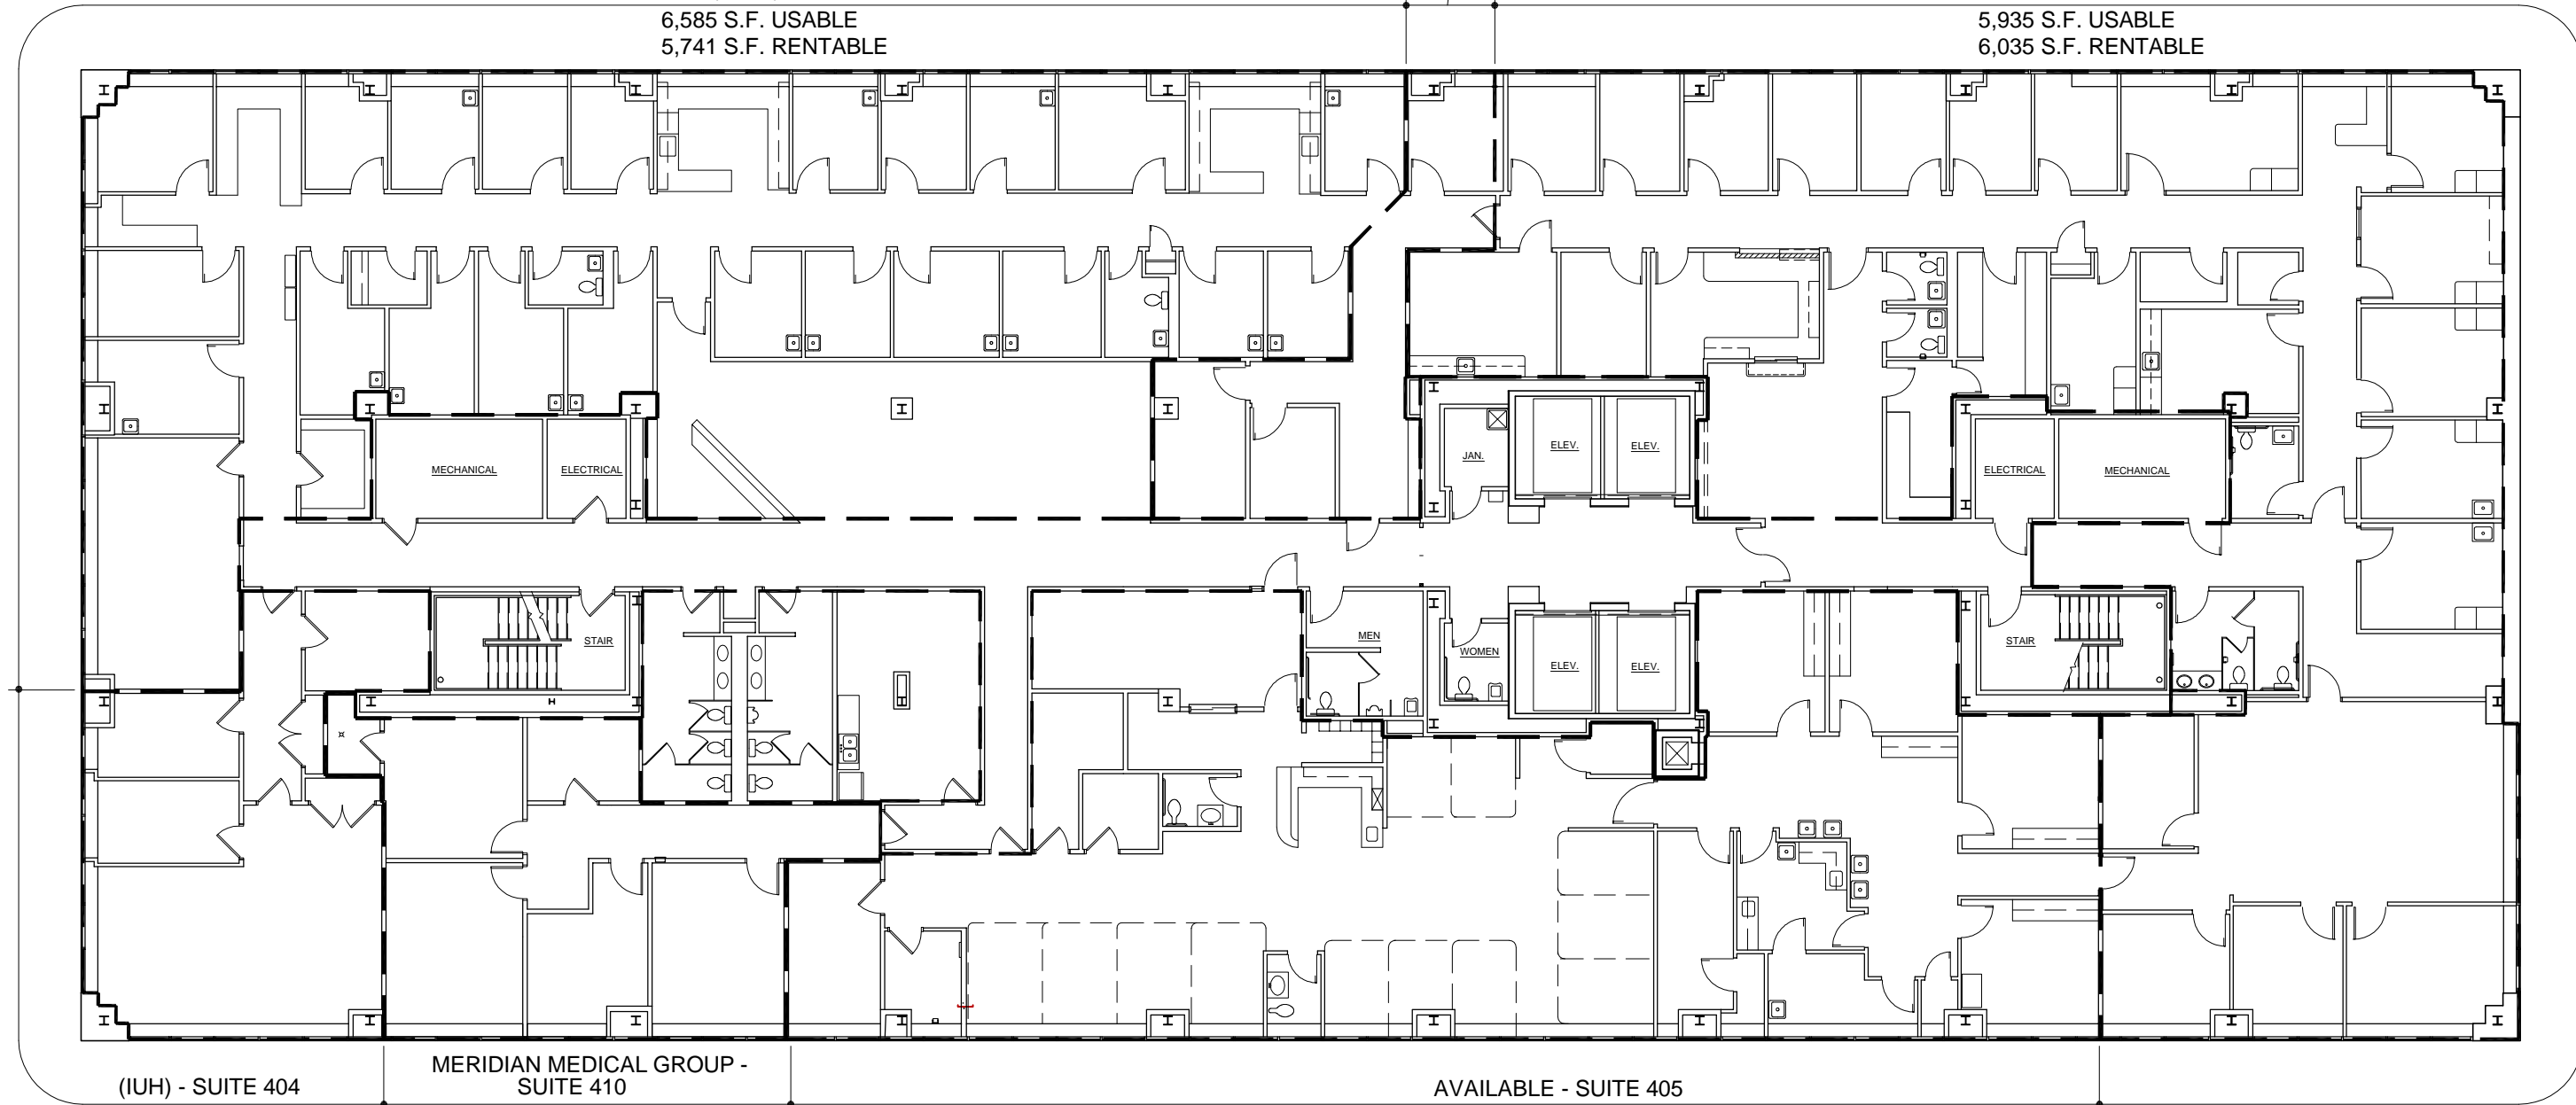 6,585 S.F. USABLE
5,741 S.F. RENTABLE
5,935 S.F. USABLE
6,035 S.F. RENTABLE
MECHANICAL
ELECTRICAL
JAN.
ELEV.
ELEV.
ELECTRICAL
MECHANICAL
STAIR
MEN
WOMEN
ELEV.
ELEV.
STAIR
(IUH) - SUITE 404
MERIDIAN MEDICAL GROUP -
SUITE 410
AVAILABLE - SUITE 405